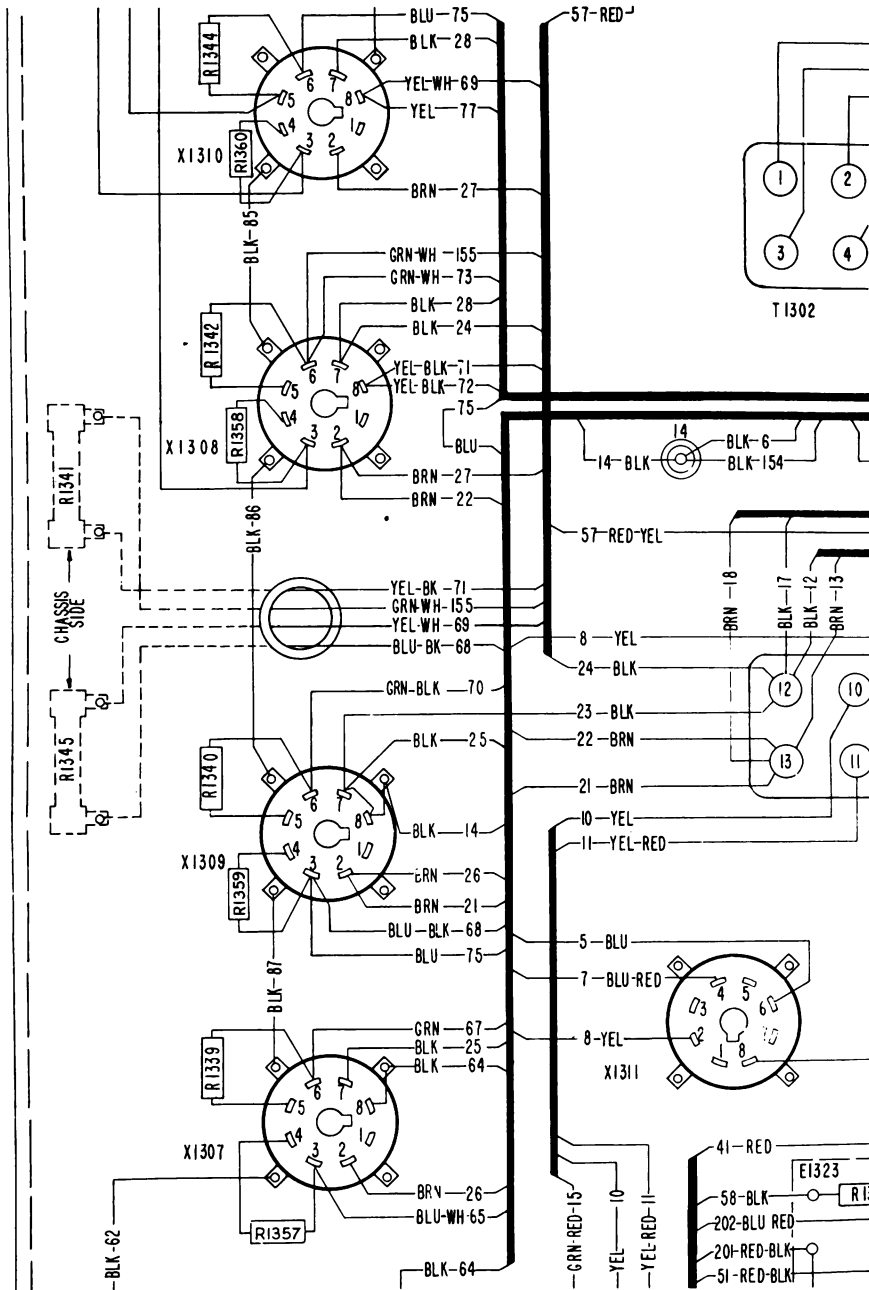 BLU-75
57-RED
BLK-28
R1344
6
7
YEL-WH-69
5
8
YEL-77
4
1
3
2
R1360
X1310
1
2
BRN-27
BLK-85
GRN-WH-155
3
4
GRN-WH-73
BLK-28
T1302
BLK-24
R1342
6
7
YEL-BLK-71
5
8
YEL-BLK-72
75
4
1
R1358
3
2
14
X1308
BLU
BLK-6
14-BLK
BLK-154
R1341
BRN-27
BRN-22
BLK-86
57-RED-YEL
BRN-18
BLK-17
BLK-12
BRN-13
CHASSIS
SIDE
YEL-BK-71
GRN-WH-155
YEL-WH-69
8-YEL
BLU-BK-68
24-BLK
GRN-BLK-70
12
10
23-BLK
R1345
BLK-25
22-BRN
13
11
R1340
21-BRN
6
7
5
8
10-YEL
BLK-14
11-YEL-RED
4
1
X1309
3
2
BRN-26
R1359
BRN-21
BLU-BLK-68
5-BLU
BLU-75
BLK-87
7-BLU-RED
4
5
3
6
GRN-67
8-YEL
2
7
BLK-25
1
8
BLK-64
R1339
X1311
6
7
5
8
4
1
X1307
3
2
41-RED
E1323
BRN-26
58-BLK
BLU-WH-65
202-BLU RED
R1357
BLK-62
GRN-RED-15
YEL-10
YEL-RED-11
201-RED-BLK
BLK-64
51-RED-BLK